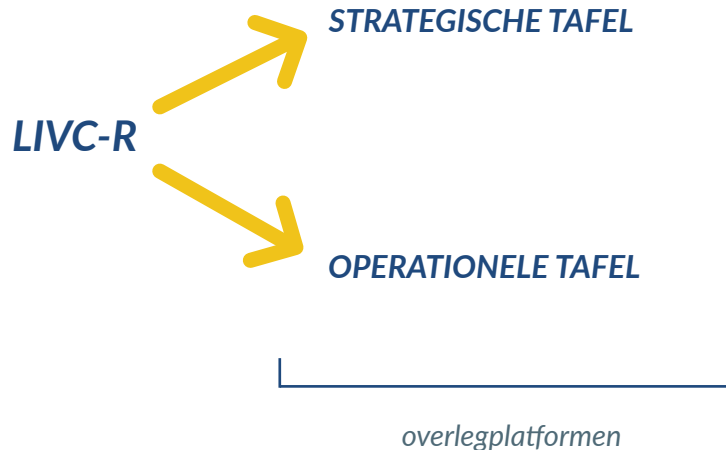 STRATEGISCHE TAFEL
LIVC-R
OPERATIONELE TAFEL
overlegplatformen